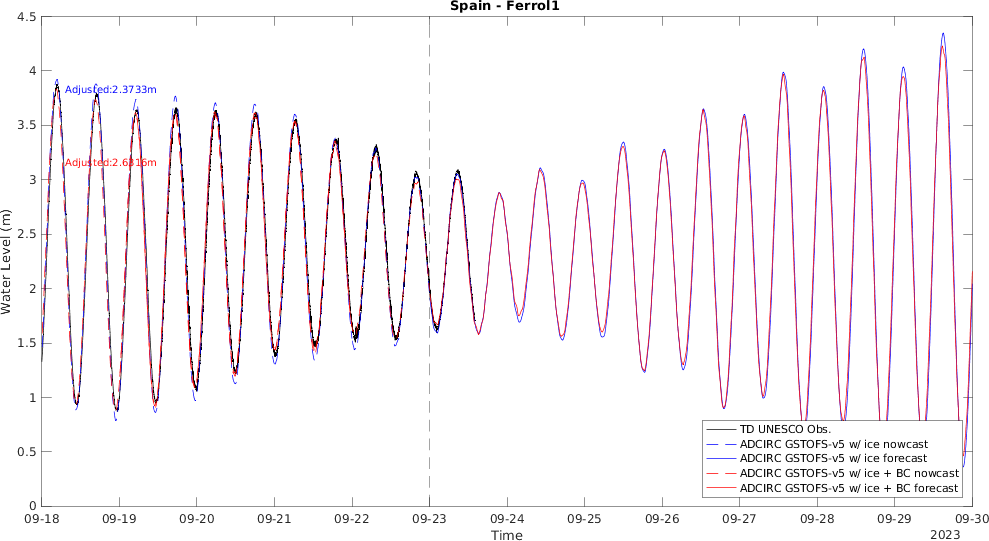 Spain - Ferrol1
4.5
4
3.5
3
2.5
2
1.5
1
0.5
0
Water Level (m)
Adjusted:2.3733m
Adjusted:2.6316m
TD UNESCO Obs.
ADCIRC GSTOFS-v5 w/ ice nowcast
ADCIRC GSTOFS-v5 w/ ice forecast
ADCIRC GSTOFS-v5 w/ ice + BC nowcast
ADCIRC GSTOFS-v5 w/ ice + BC forecast
09-18 09-19 09-20 09-21 09-22 09-23 09-24 09-25 09-26 09-27 09-28 09-29 09-30
Time
2023